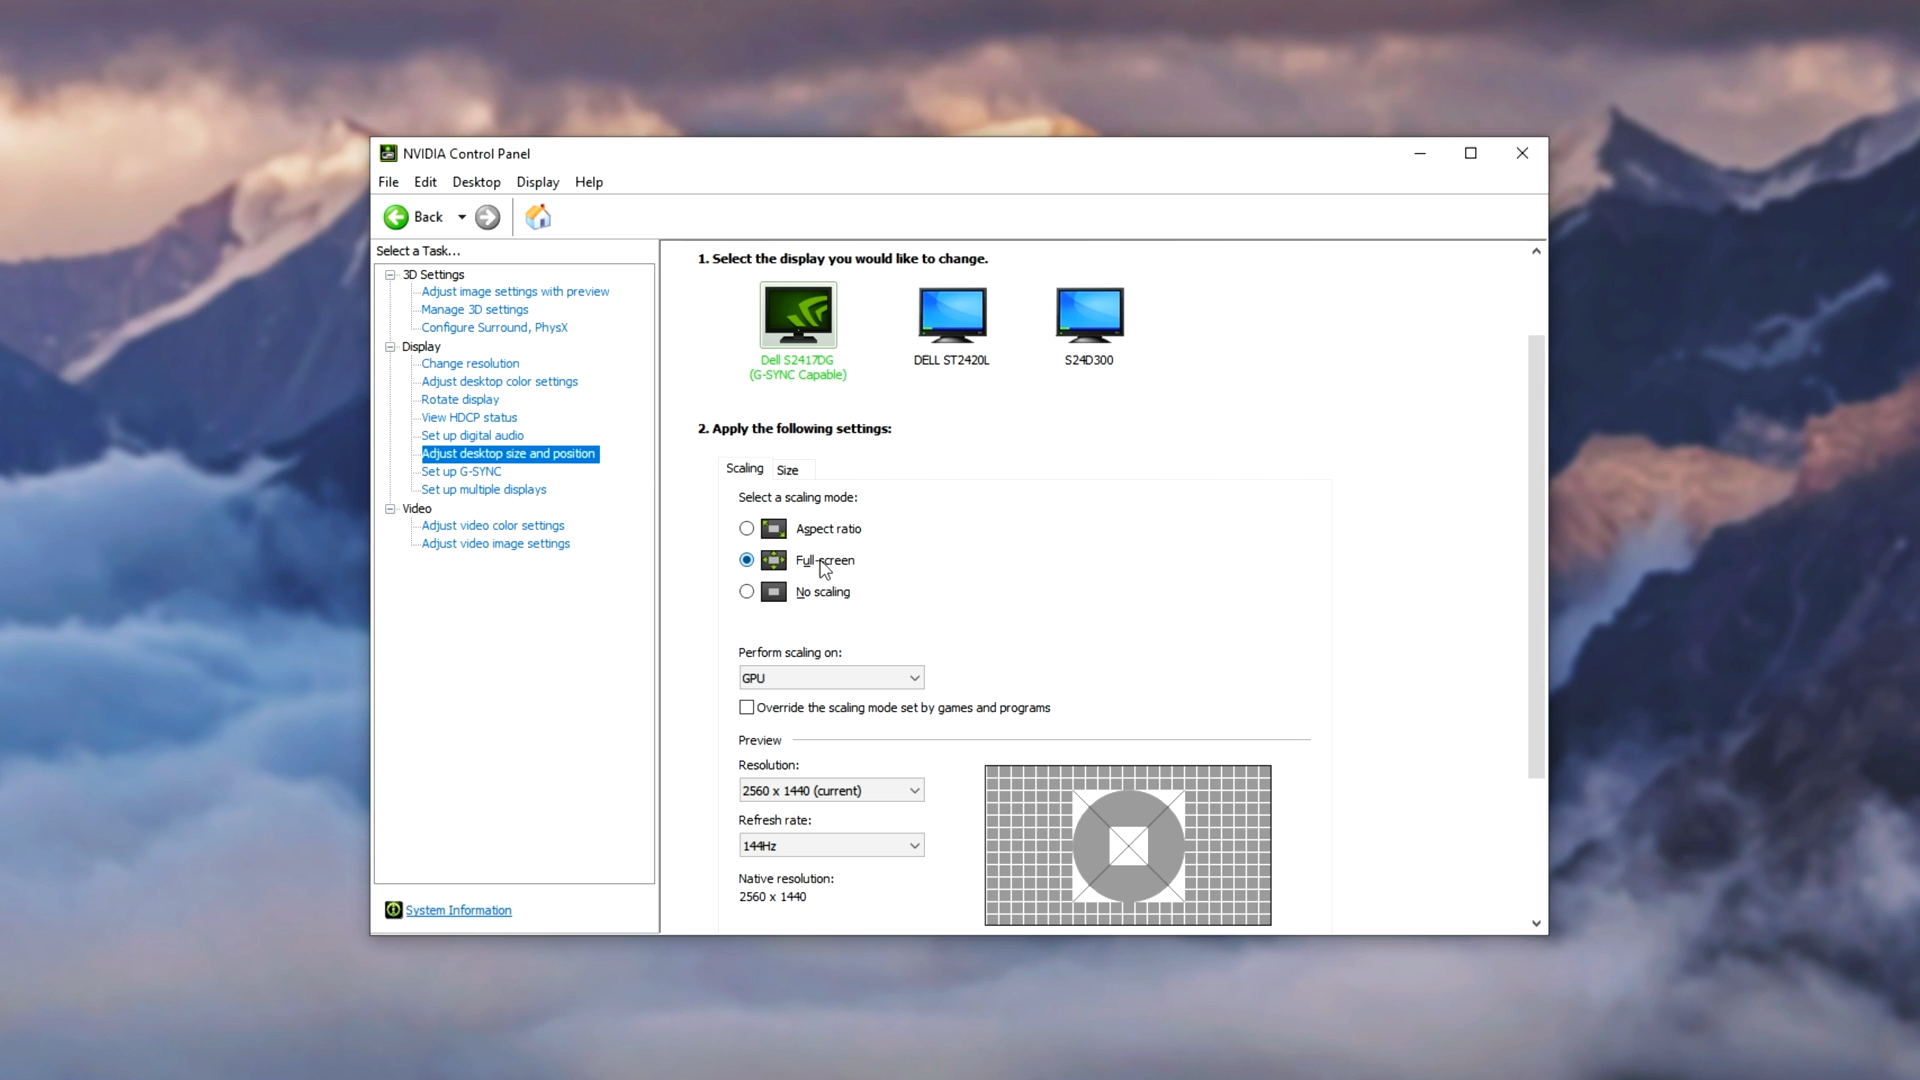 NVIDIA Control Panel
File Edit Desktop Display Help
Back
Select a Task...
3D Settings
Adjust image settings with preview
Manage 3D settings
Configure Surround, PhysX
Display
Change resolution
Adjust desktop color settings
Rotate display
View HDCP status
Set up digital audio
Adjust desktop size and position
Set up G-SYNC
Set up multiple displays
Video
Adjust video color settings
Adjust video image settings
System Information
1. Select the display you would like to change.
Dell S2417DG
(G-SYNC Capable)
DELL ST2420L
S24D300
2. Apply the following settings:
Scaling Size
Select a scaling mode:
Aspect ratio
Full-screen
No scaling
Perform scaling on:
GPU
Override the scaling mode set by games and programs
Preview
Resolution:
2560 x 1440 (current)
Refresh rate:
144Hz
Native resolution:
2560 x 1440